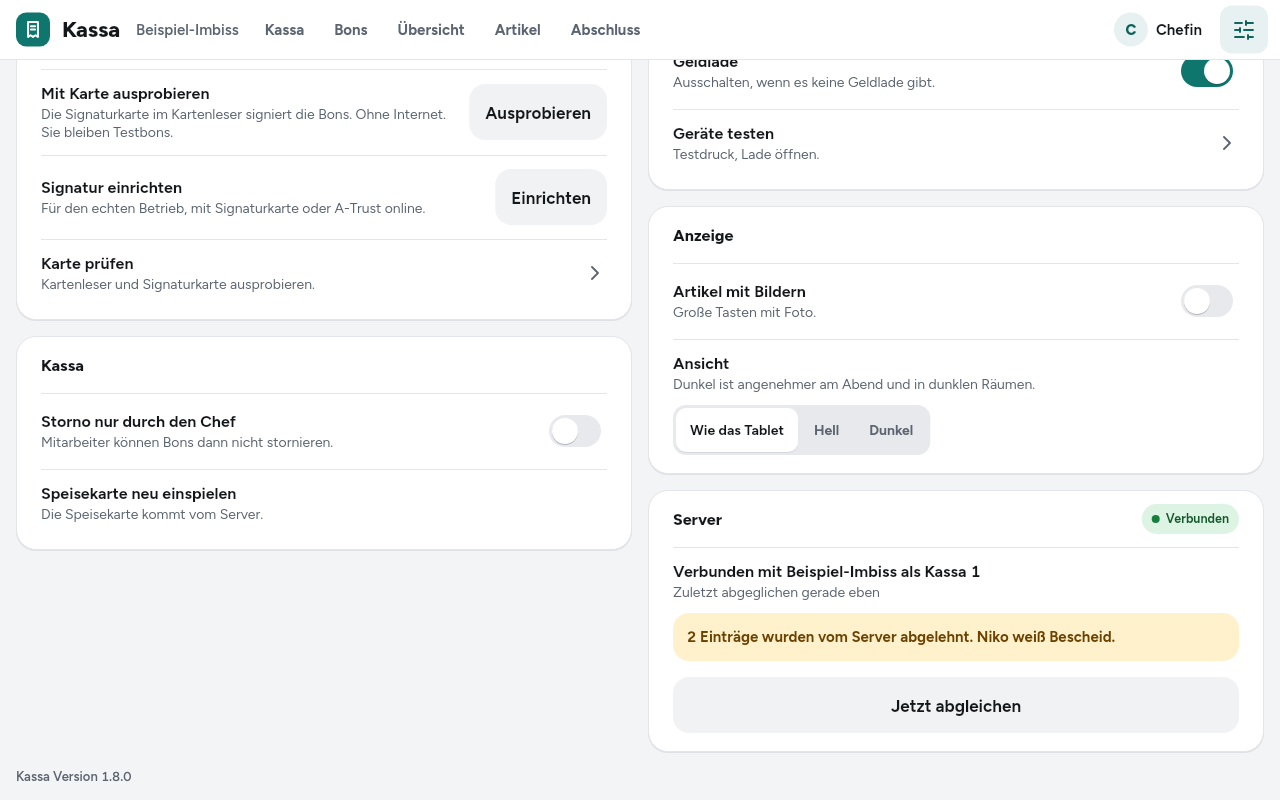 Kassa
Beispiel-Imbiss
Kassa
Bons
Übersicht
Artikel
Abschluss
C
Chefin
Mit Karte ausprobieren
Die Signaturkarte im Kartenleser signiert die Bons. Ohne Internet.
Sie bleiben Testbons.
Ausprobieren
Signatur einrichten
Für den echten Betrieb, mit Signaturkarte oder A-Trust online.
Einrichten
Karte prüfen
Kartenleser und Signaturkarte ausprobieren.
Kassa
Storno nur durch den Chef
Mitarbeiter können Bons dann nicht stornieren.
Speisekarte neu einspielen
Die Speisekarte kommt vom Server.
Geldlade
Ausschalten, wenn es keine Geldlade gibt.
Geräte testen
Testdruck, Lade öffnen.
Anzeige
Artikel mit Bildern
Große Tasten mit Foto.
Ansicht
Dunkel ist angenehmer am Abend und in dunklen Räumen.
Wie das Tablet
Hell
Dunkel
Server
Verbunden
Verbunden mit Beispiel-Imbiss als Kassa 1
Zuletzt abgeglichen gerade eben
2 Einträge wurden vom Server abgelehnt. Niko weiß Bescheid.
Jetzt abgleichen
Kassa Version 1.8.0